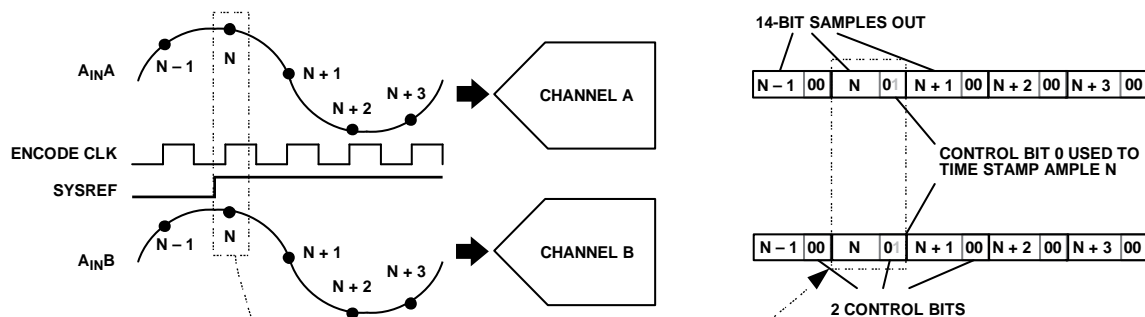 14-BIT SAMPLES OUT
AINA
N – 1
N
N + 1
N + 2
N + 3
CHANNEL A
N – 1 00 N 01 N + 1 00 N + 2 00 N + 3 00
ENCODE CLK
SYSREF
CONTROL BIT 0 USED TO
TIME STAMP AMPLE N
AINB
N – 1
N
N + 1
N + 2
N + 3
CHANNEL B
N – 1 00 N 01 N + 1 00 N + 2 00 N + 3 00
2 CONTROL BITS